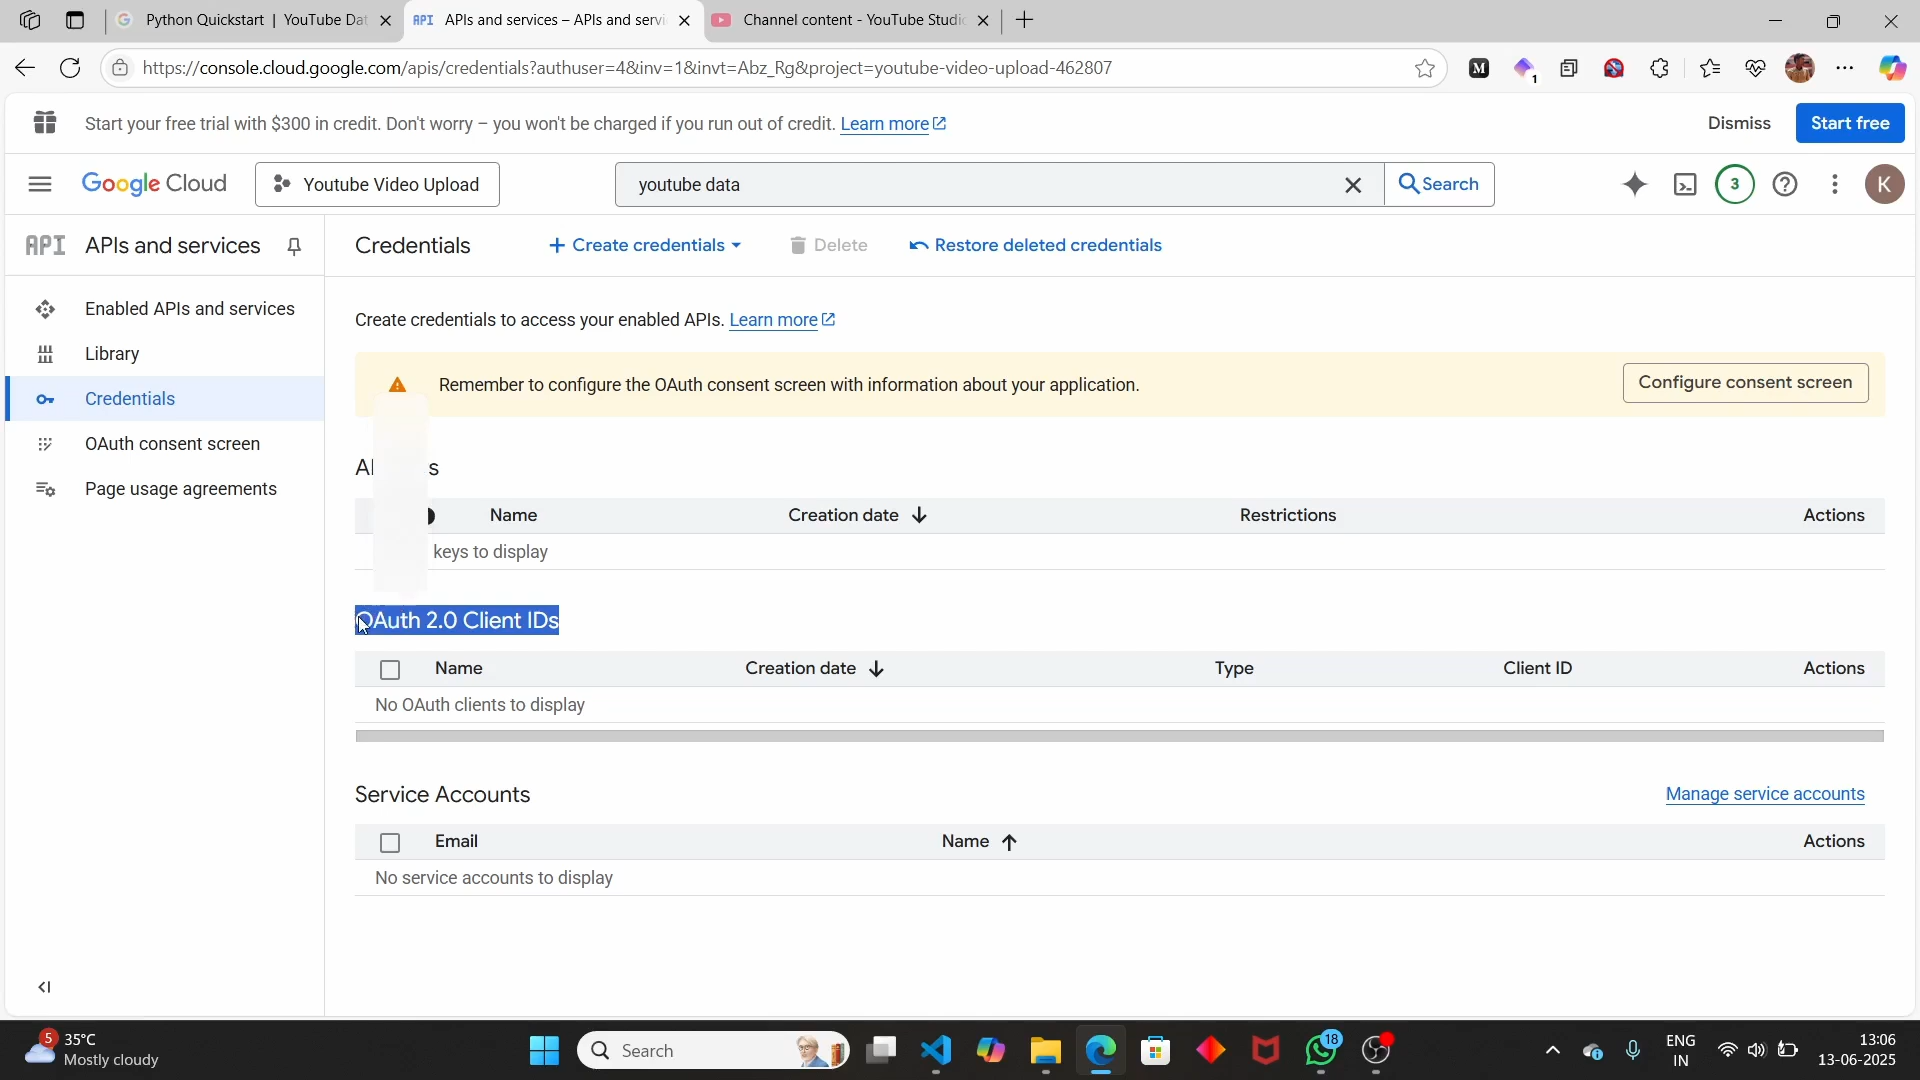 Python Quickstart | YouTube Dat
API APIs and services – APIs and servi
Channel content - YouTube Studio
https://console.cloud.google.com/apis/credentials?authuser=4&inv=1&invt=Abz_Rg&project=youtube-video-upload-462807
M
1
Start your free trial with $300 in credit. Don't worry – you won't be charged if you run out of credit. Learn more
Dismiss
Start free
Google Cloud
Youtube Video Upload
youtube data
Search
3
K
API APIs and services
Credentials
+ Create credentials
Delete
Restore deleted credentials
Enabled APIs and services
Library
Credentials
OAuth consent screen
Page usage agreements
Create credentials to access your enabled APIs. Learn more
Remember to configure the OAuth consent screen with information about your application.
Configure consent screen
Name
Creation date
Restrictions
Actions
keys to display
OAuth 2.0 Client IDs
Name
Creation date
Type
Client ID
Actions
No OAuth clients to display
Service Accounts
Manage service accounts
Email
Name
Actions
No service accounts to display
5
35°C
Mostly cloudy
Search
18
ENG
IN
13:06
13-06-2025